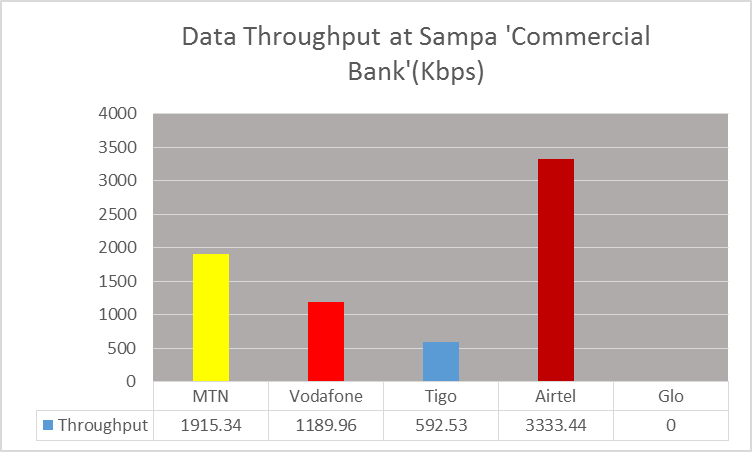 Data Throughput at Sampa 'Commercial
Bank'(Kbps)
4000
3500
3000
2500
2000
1500
1000
500
0
MTN Vodafone Tigo Airtel Glo
Throughput 1915.34 1189.96 592.53 3333.44 0